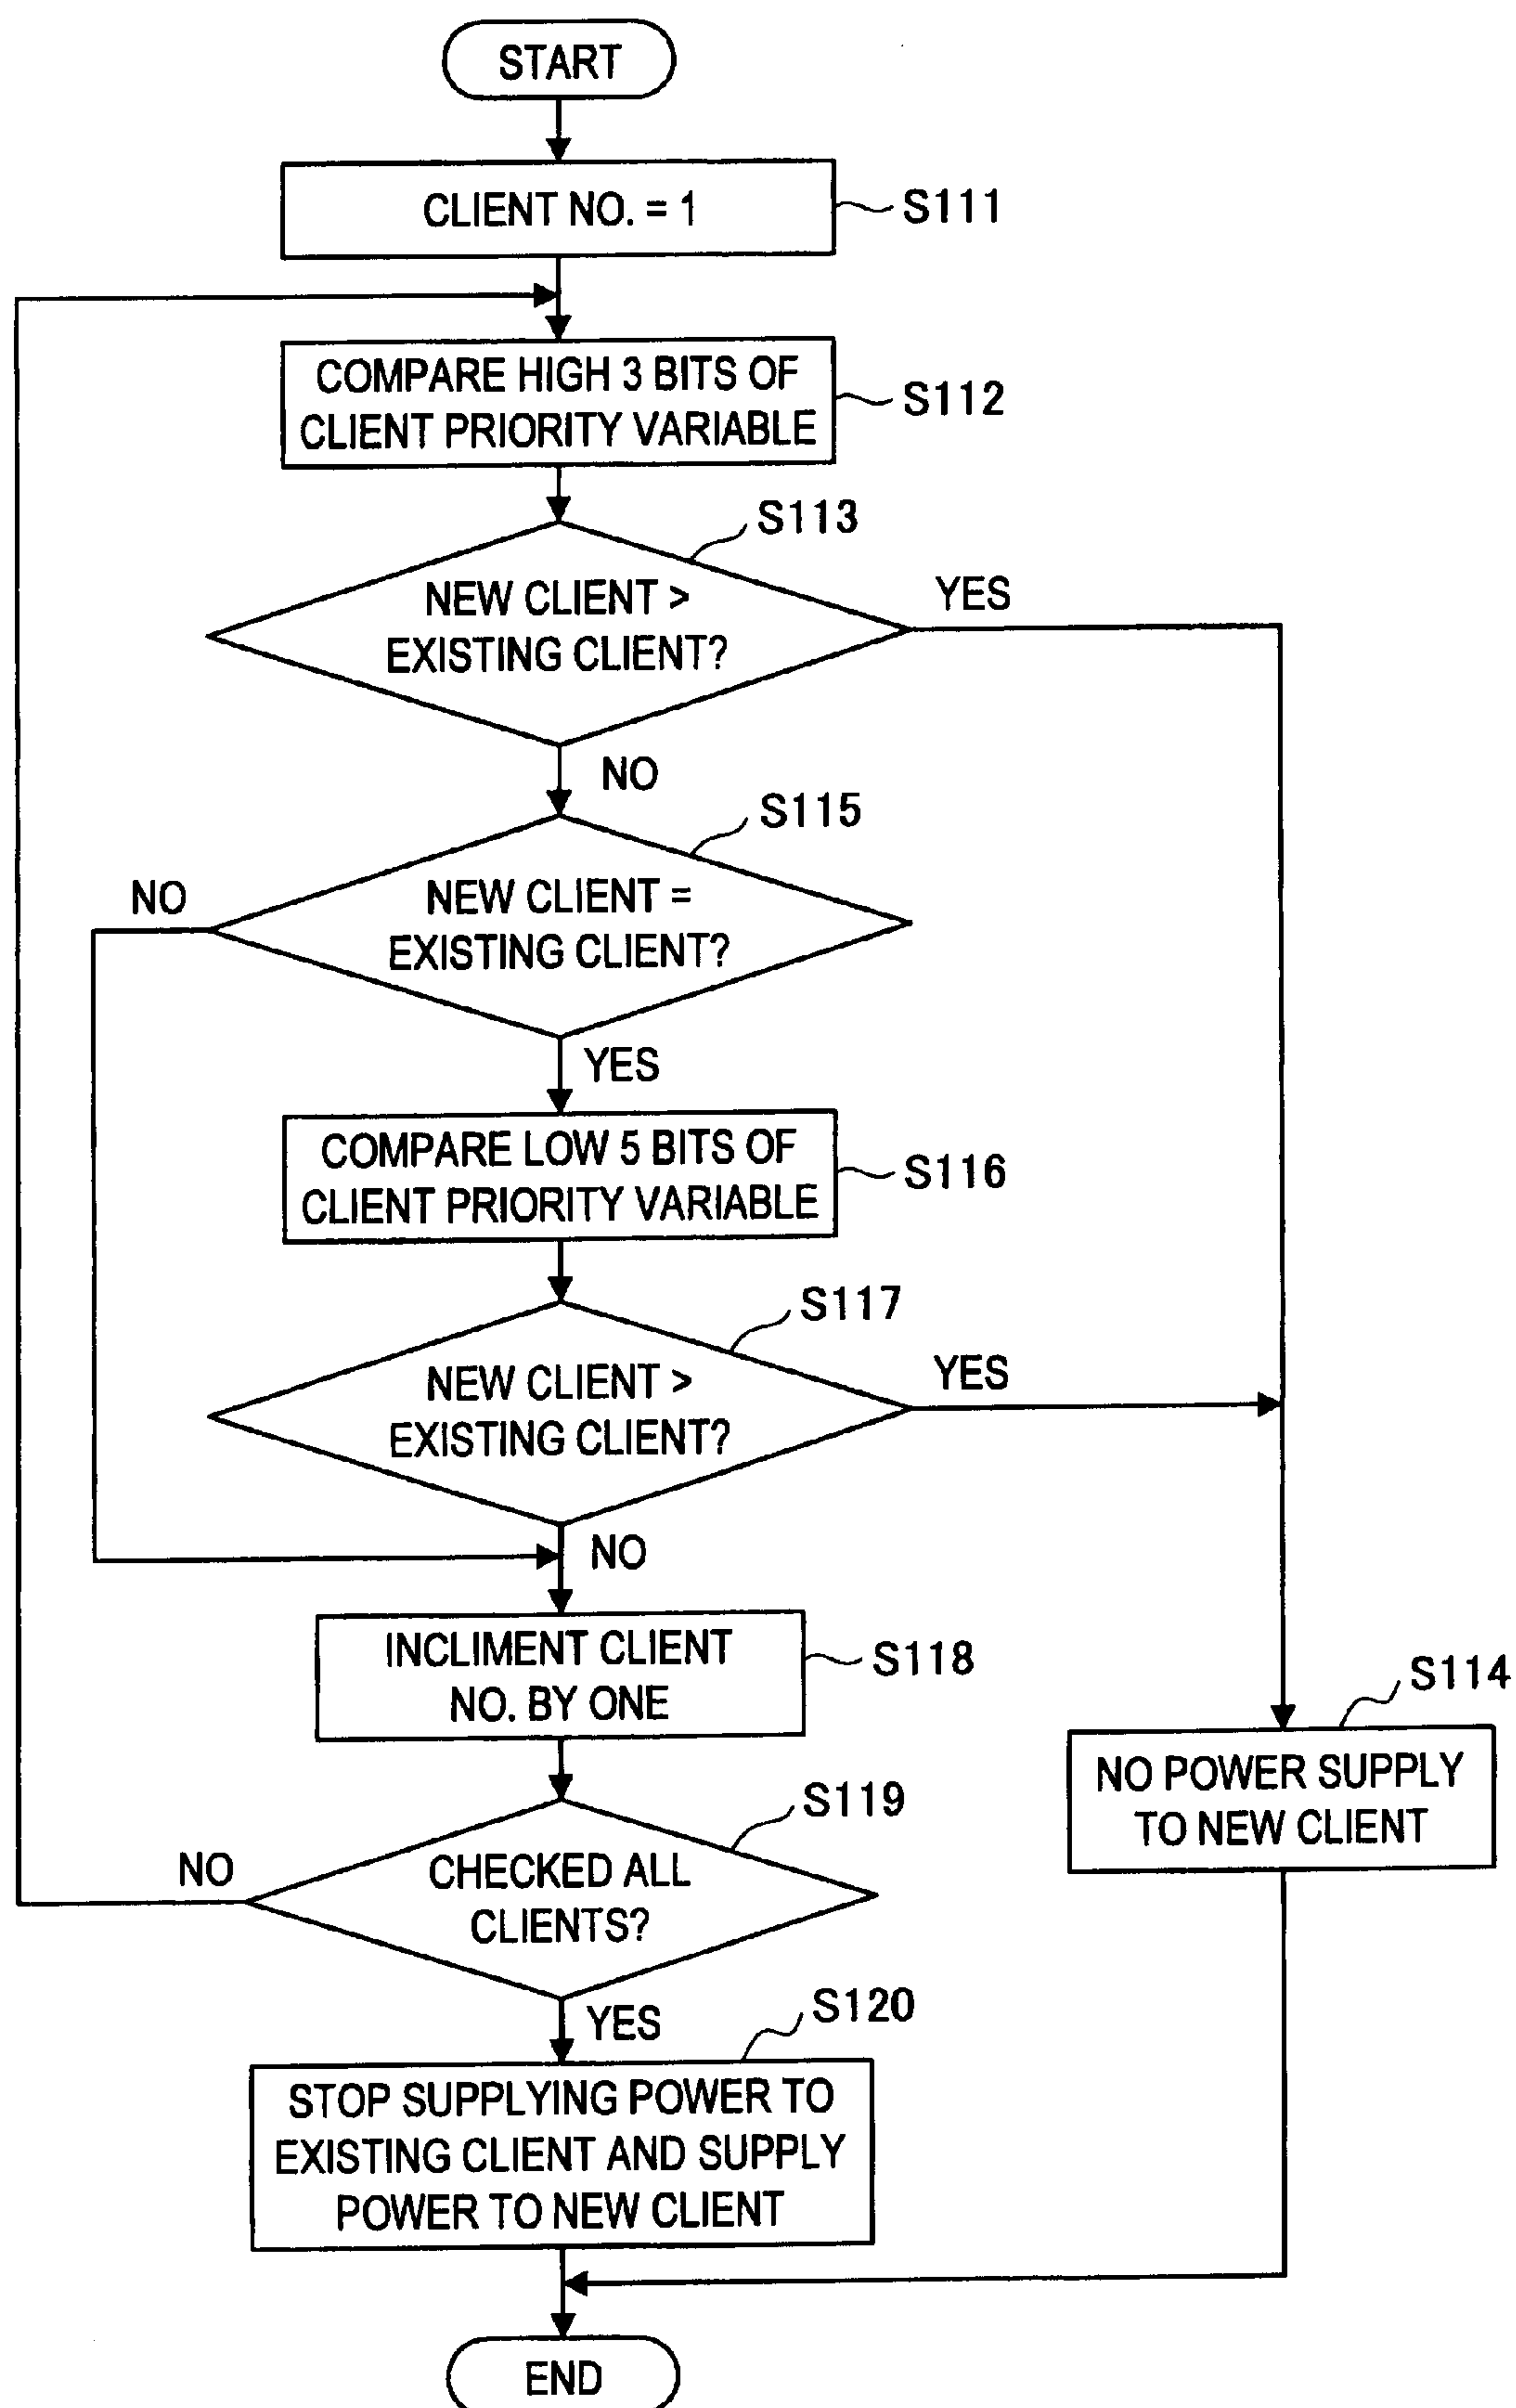 START
CLIENT NO. = 1
S111
COMPARE HIGH 3 BITS OF
CLIENT PRIORITY VARIABLE
S112
S113
NEW CLIENT >
EXISTING CLIENT?
YES
NO
S115
NEW CLIENT =
EXISTING CLIENT?
NO
YES
COMPARE LOW 5 BITS OF
CLIENT PRIORITY VARIABLE
S116
S117
NEW CLIENT >
EXISTING CLIENT?
YES
NO
INCLIMENT CLIENT
NO. BY ONE
S118
S114
NO POWER SUPPLY
TO NEW CLIENT
S119
CHECKED ALL
CLIENTS?
NO
YES
S120
STOP SUPPLYING POWER TO
EXISTING CLIENT AND SUPPLY
POWER TO NEW CLIENT
END